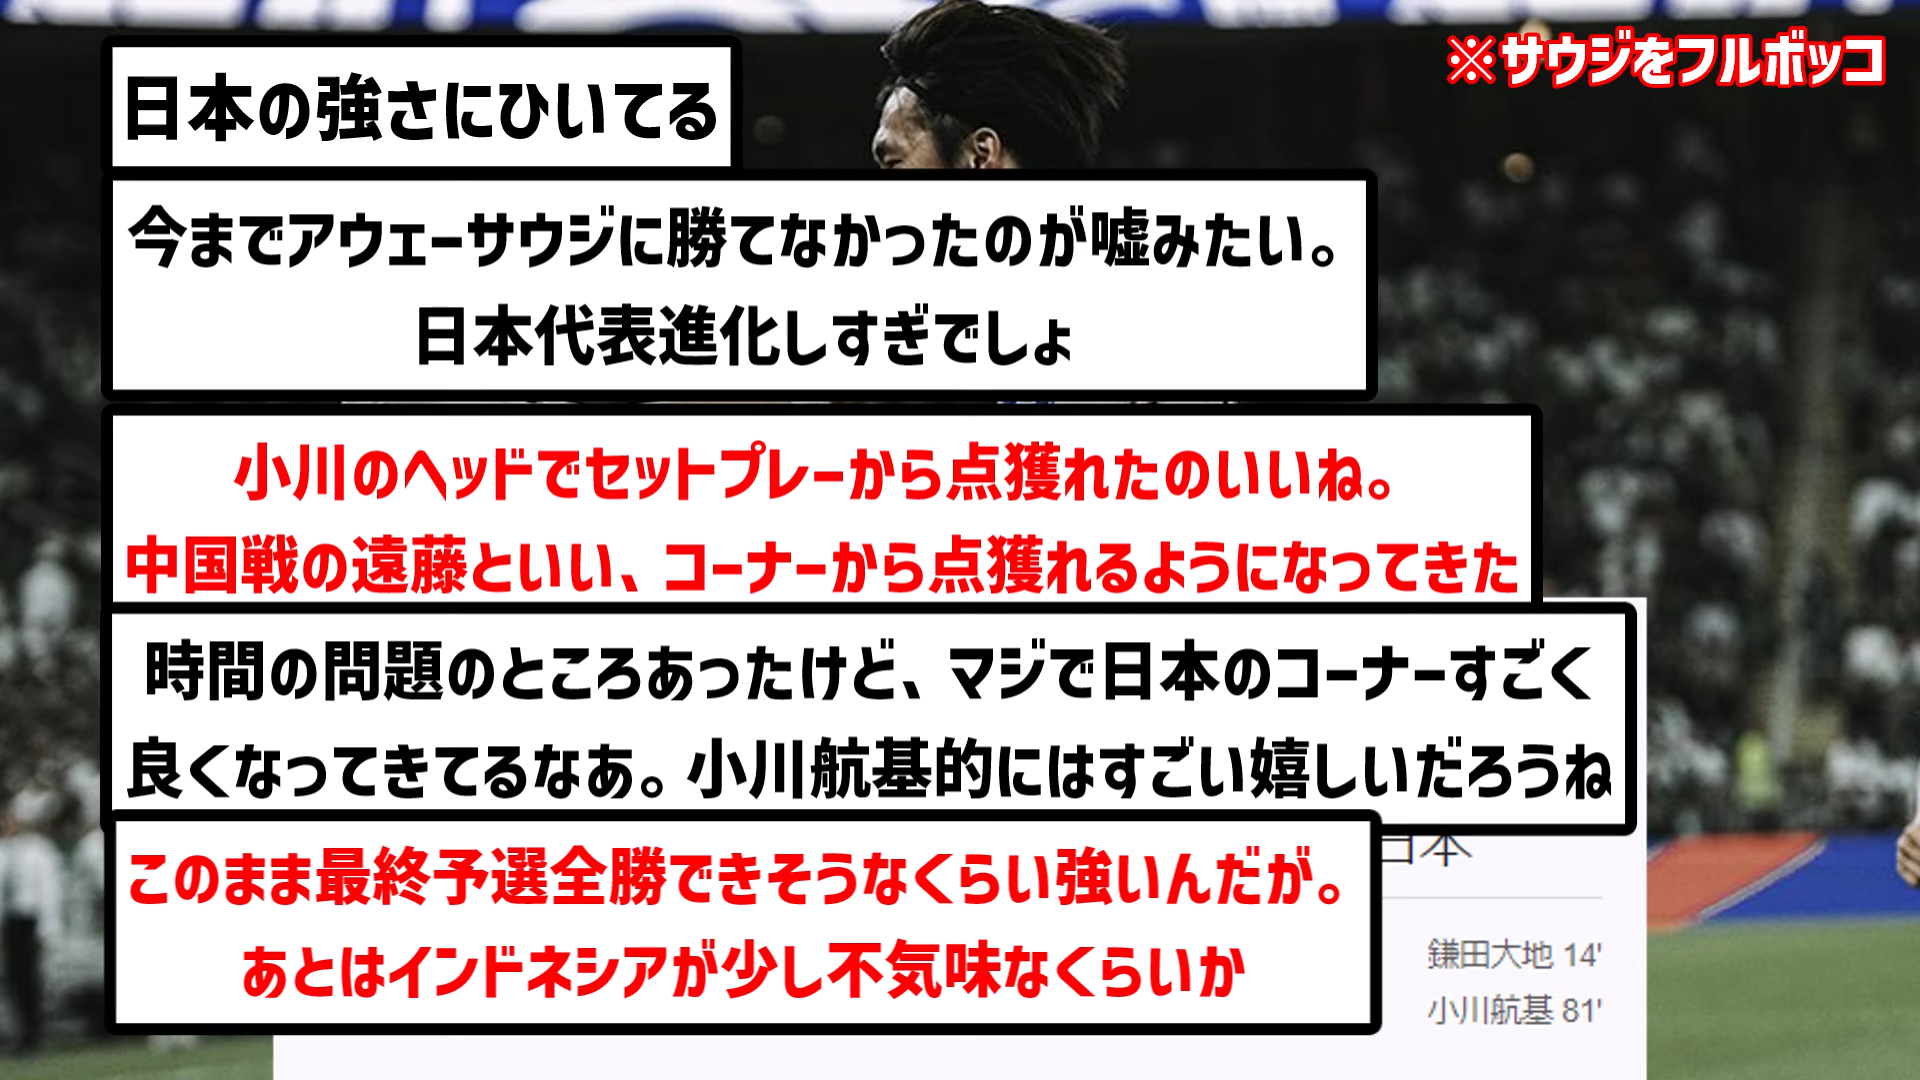 ※サウジをフルボッコ
日本の強さにひいてる
今までアウェーサウジに勝てなかったのが嘘みたい。
日本代表進化しすぎでしょ
小川のヘッドでセットプレーから点獲れたのいいね。
中国戦の遠藤といい、コーナーから点獲れるようになってきた
時間の問題のところあったけど、マジで日本のコーナーすごく
良くなってきてるなあ。小川航基的にはすごい嬉しいだろうね
このまま最終予選全勝できそうなくらい強いんだが。
あとはインドネシアが少し不気味なくらいか
日本
鎌田大地 14'
小川航基 81'